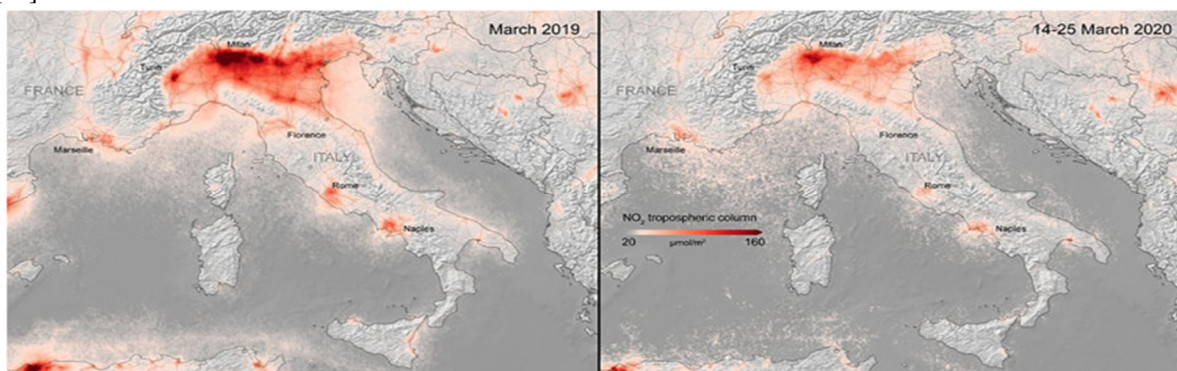 March 2019
Milan
Turin
FRANCE
Marseille
Florence
ITALY
Rome
Naples
14-25 March 2020
Milan
Turin
FRANCE
Marseille
Florence
ITALY
Rome
NO₂ tropospheric column
20 µmol/m² 160
Naples